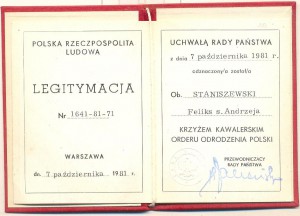 POLSKA RZECZPOSPOLITA
LUDOWA
LEGITYMACJA
Nr 1641-81-71
WARSZAWA
dn. 7 października 1981 r.
UCHWAŁĄ RADY PAŃSTWA
z dnia 7 października 1981 r.
odznaczony/a został/a
Ob. STANISZEWSKI
Feliks s. Andrzeja
KRZYŻEM KAWALERSKIM
ORDERU ODRODZENIA POLSKI
PRZEWODNICZĄCY
RADY PAŃSTWA